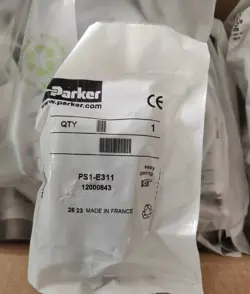 Parker
www.parker.com
CE
QTY
1
PS1-E311
12000843
26 23 MADE IN FRANCE